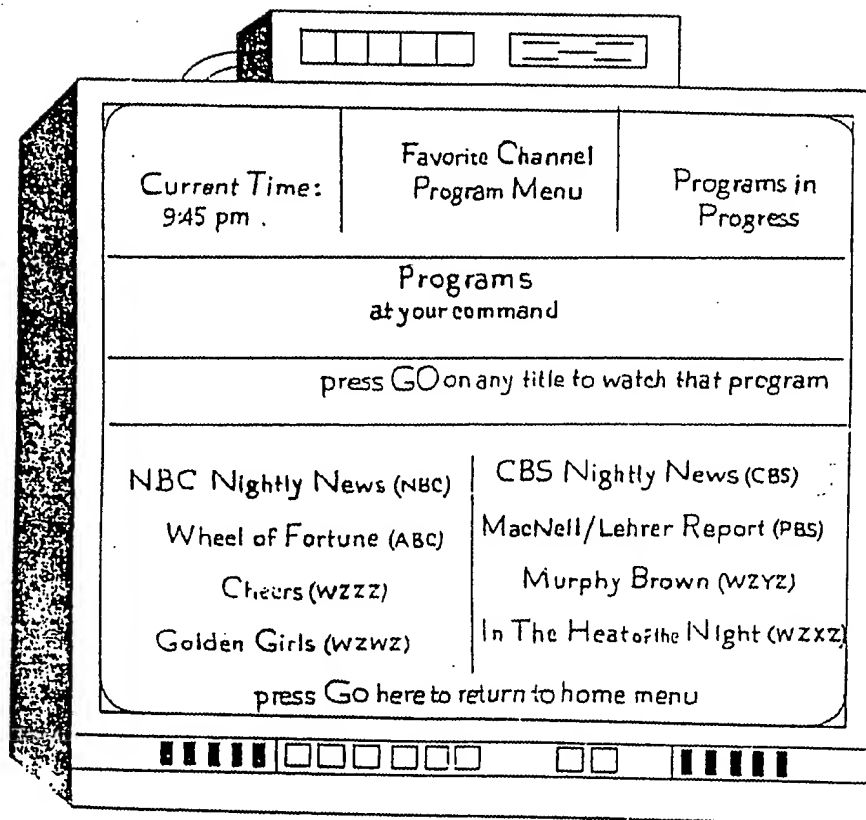 Current Time:
9:45 pm .
Favorite Channel
Program Menu
Programs in
Progress
Programs
at your command
press GO on any title to watch that program
NBC Nightly News (NBC)
Wheel of Fortune (ABC)
Cheers (WZZZ)
Golden Girls (WZWZ)
CBS Nightly News (CBS)
MacNell/Lehrer Report (PBS)
Murphy Brown (WZYZ)
In The Heat of the Night (WZXZ)
press Go here to return to home menu